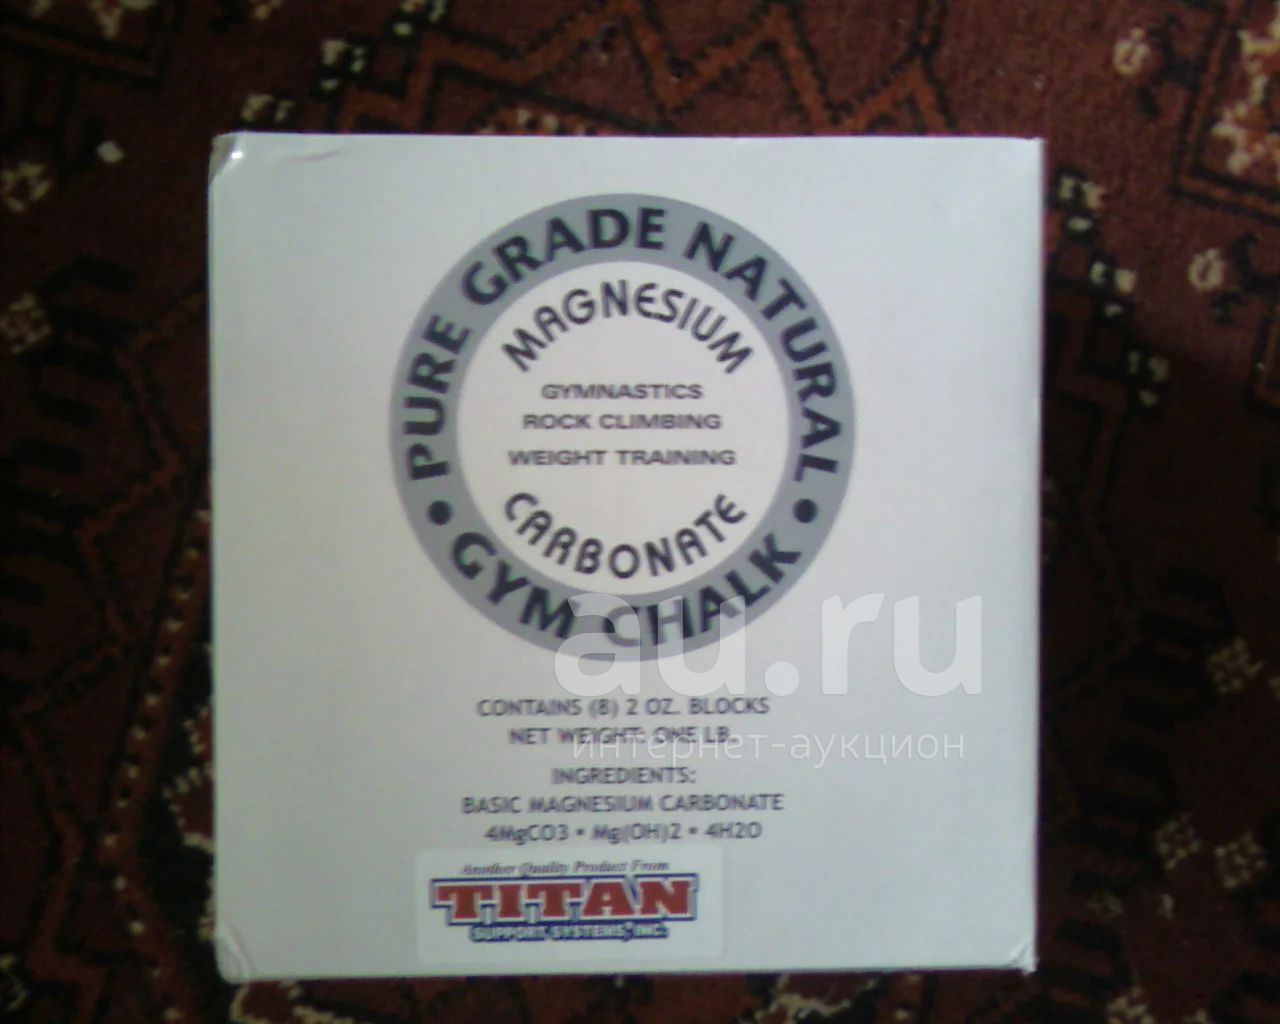 PURE GRADE NATURAL
MAGNESIUM
GYMNASTICS
ROCK CLIMBING
WEIGHT TRAINING
CARBONATE
• GYM CHALK •
au.ru
интернет-аукцион
CONTAINS (8) 2 OZ. BLOCKS
NET WEIGHT: ONE LB.
INGREDIENTS:
BASIC MAGNESIUM CARBONATE
4MgCO3 • Mg(OH)2 • 4H2O
Another Quality Product From
TITAN
SUPPORT SYSTEMS, INC.